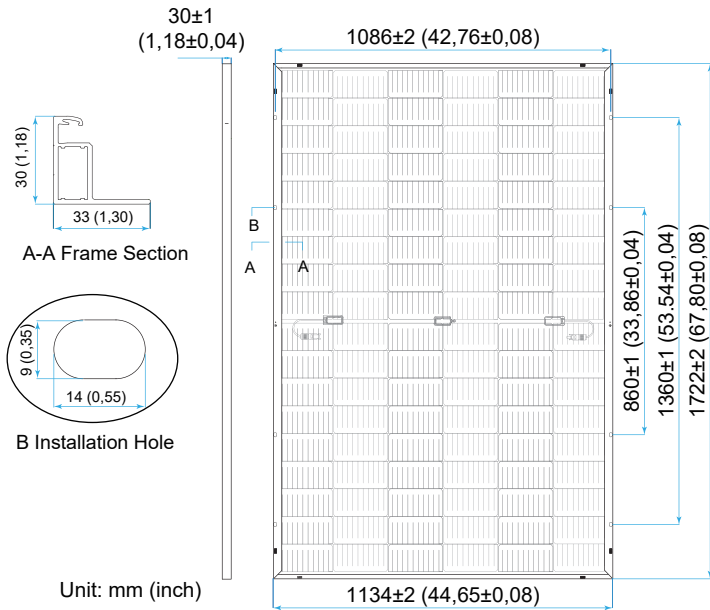 30±1
(1,18±0,04)
1086±2 (42,76±0,08)
30 (1,18)
33 (1,30)
A-A Frame Section
B
A
A
9 (0,35)
14 (0,55)
B Installation Hole
860±1 (33,86±0,04)
1360±1 (53.54±0,04)
1722±2 (67,80±0,08)
Unit: mm (inch)
1134±2 (44,65±0,08)